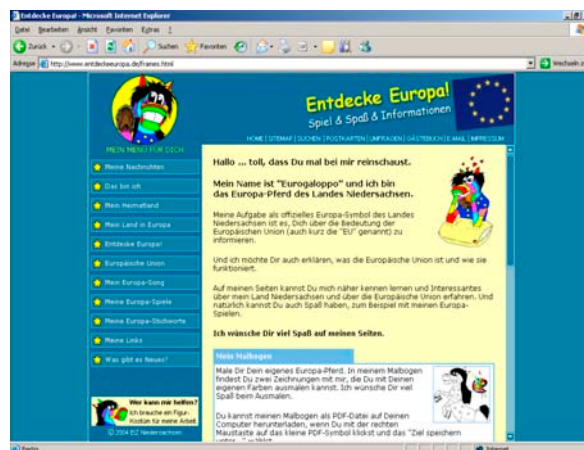 Entdecke Europa! - Microsoft Internet Explorer
Datei Bearbeiten Ansicht Favoriten Extras ?
Zurück Suchen Favoriten
Adresse http://www.entdeckeeuropa.de/frames.html Wechseln z
Entdecke Europa!
Spiel & Spaß & Informationen
HOME | SITEMAP | SUCHEN | POSTKARTEN | UMFRAGEN | GÄSTEBUCH | E-MAIL | IMPRESSUM
MEIN MENÜ FÜR DICH
Meine Nachrichten
Das bin ich
Mein Heimatland
Mein Land in Europa
Entdecke Europa!
Europäische Union
Mein Europa-Song
Meine Europa-Spiele
Meine Europa-Stichworte
Meine Links
Was gibt es Neues?
Wer kann mir helfen?
Ich brauche ein Figur-
Kostüm für meine Arbeit
© 2004 EIZ Niedersachsen
Hallo ... toll, dass Du mal bei mir reinschaust.
Mein Name ist "Eurogaloppo" und ich bin
das Europa-Pferd des Landes Niedersachsen.
Meine Aufgabe als offizielles Europa-Symbol des Landes
Niedersachsen ist es, Dich über die Bedeutung der
Europäischen Union (auch kurz die "EU" genannt) zu
informieren.
Und ich möchte Dir auch erklären, was die Europäische Union ist und wie sie
funktioniert.
Auf meinen Seiten kannst Du mich näher kennen lernen und Interessantes
über mein Land Niedersachsen und über die Europäische Union erfahren. Und
natürlich kannst Du auch Spaß haben, zum Beispiel mit meinen Europa-
Spielen.
Ich wünsche Dir viel Spaß auf meinen Seiten.
Mein Malbogen
Male Dir Dein eigenes Europa-Pferd. In meinem Malbogen
findest Du zwei Zeichnungen mit mir, die Du mit Deinen
eigenen Farben ausmalen kannst. Ich wünsche Dir viel
Spaß beim Ausmalen.
Du kannst meinen Malbogen als PDF-Datei auf Deinen
Computer herunterladen, wenn Du mit der rechten
Maustaste auf das kleine PDF-Symbol klickst und das "Ziel speichern
unter..." wählst.
Fertig Internet